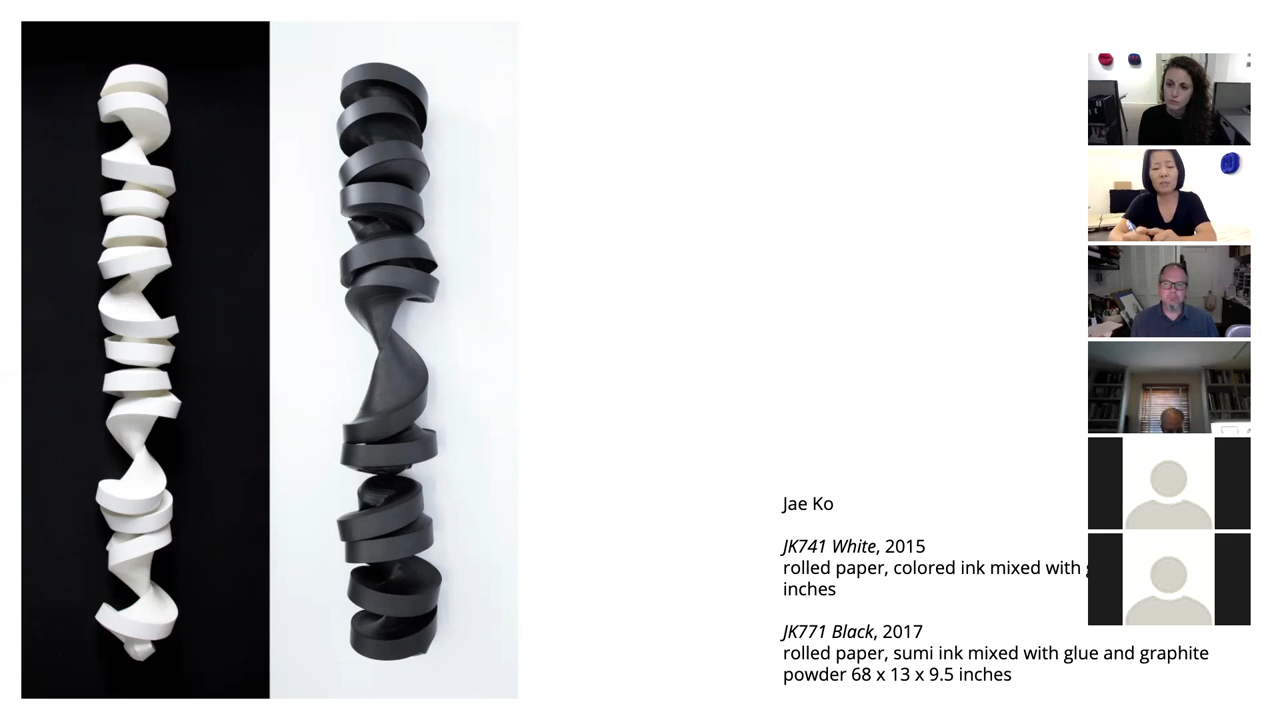 Jae Ko
JK741 White, 2015
rolled paper, colored ink mixed with
inches
JK771 Black, 2017
rolled paper, sumi ink mixed with glue and graphite
powder 68 x 13 x 9.5 inches